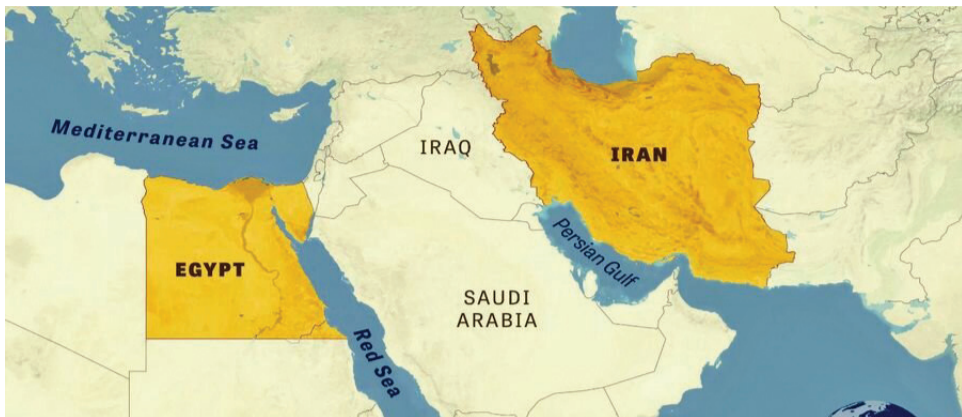 Mediterranean Sea
IRAQ
IRAN
EGYPT
Persian Gulf
SAUDI
ARABIA
Red Sea